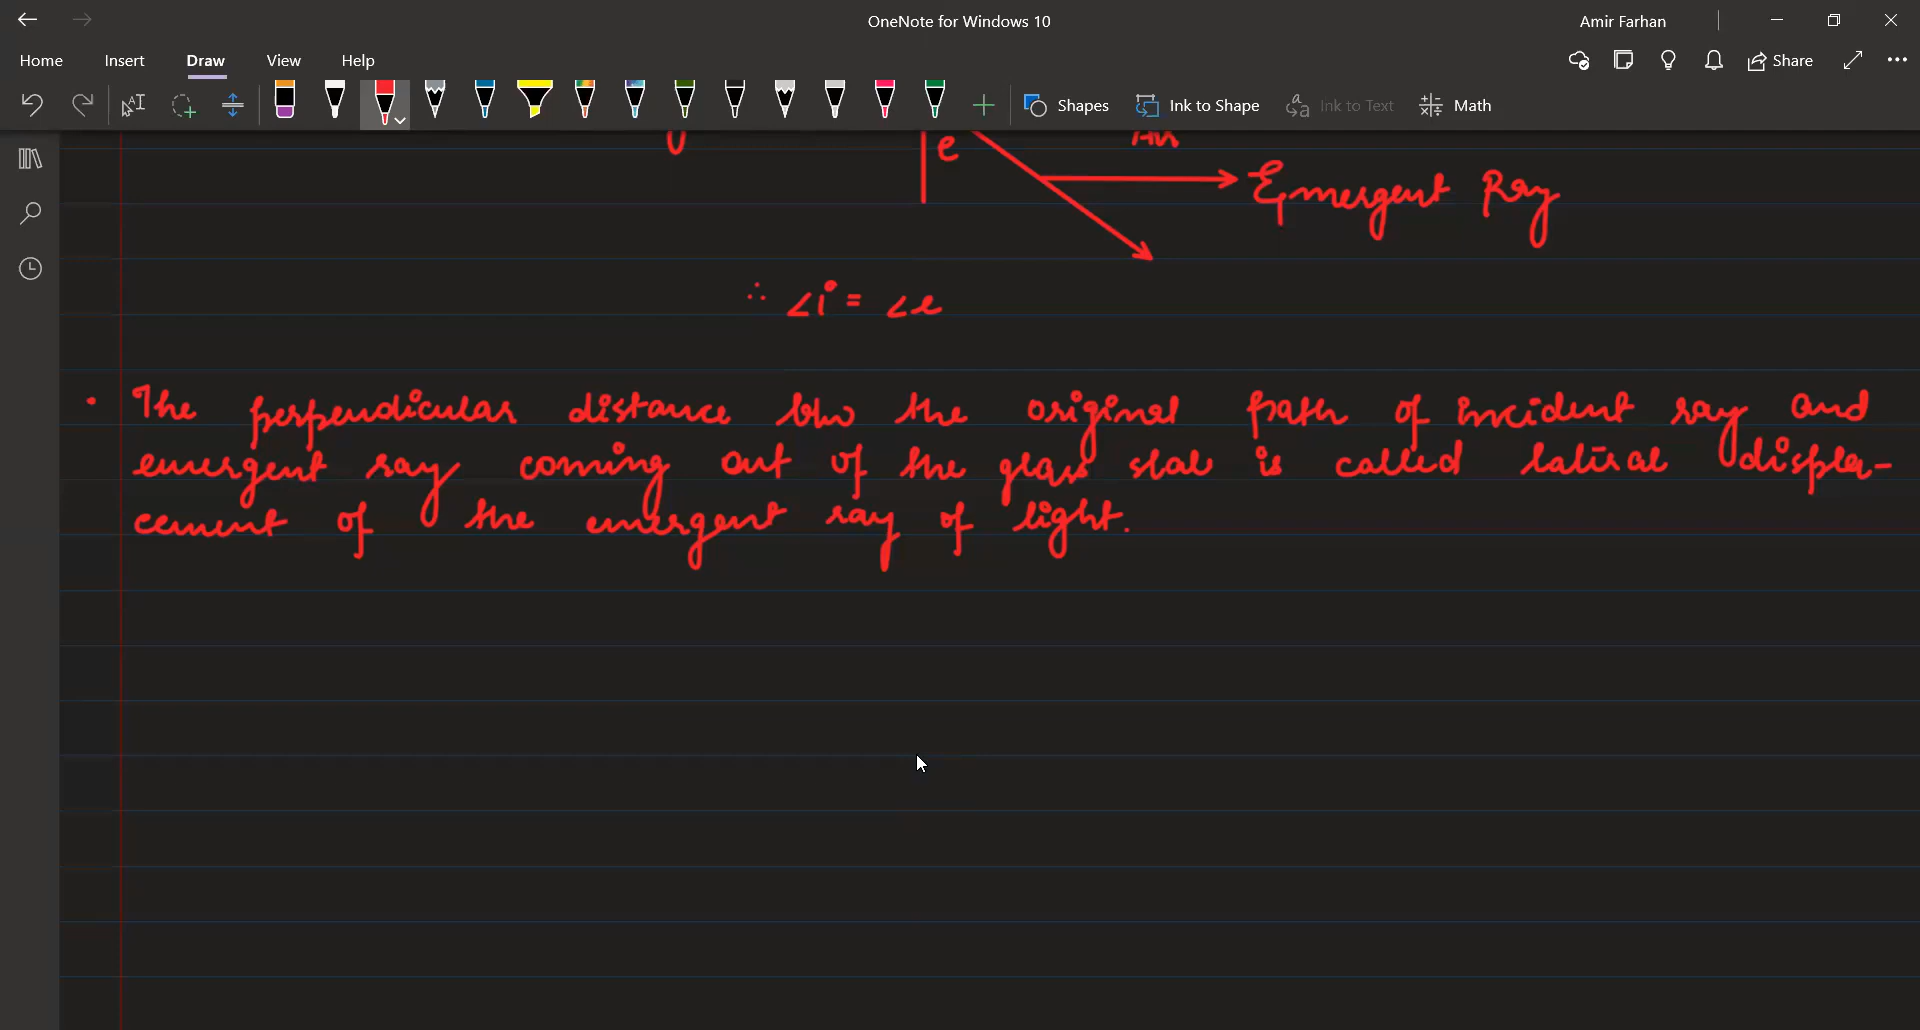 OneNote for Windows 10
Amir Farhan
Home Insert Draw View Help
Share
Shapes Ink to Shape Ink to Text Math
e
Air
Emergent Ray
∴ ∠i = ∠e
• The perpendicular distance b/w the original path of incident ray and
emergent ray coming out of the glass slab is called lateral displa-
cement of the emergent ray of light.